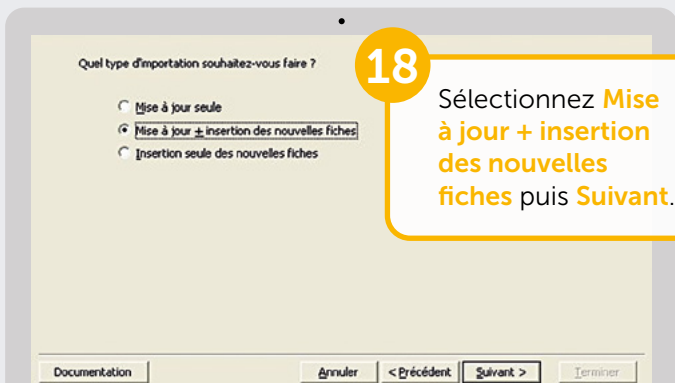 Quel type d'importation souhaitez-vous faire ?
Mise à jour seule
Mise à jour + insertion des nouvelles fiches
Insertion seule des nouvelles fiches
18
Sélectionnez Mise
à jour + insertion
des nouvelles
fiches puis Suivant.
Documentation
Annuler
< Précédent
Suivant >
Terminer